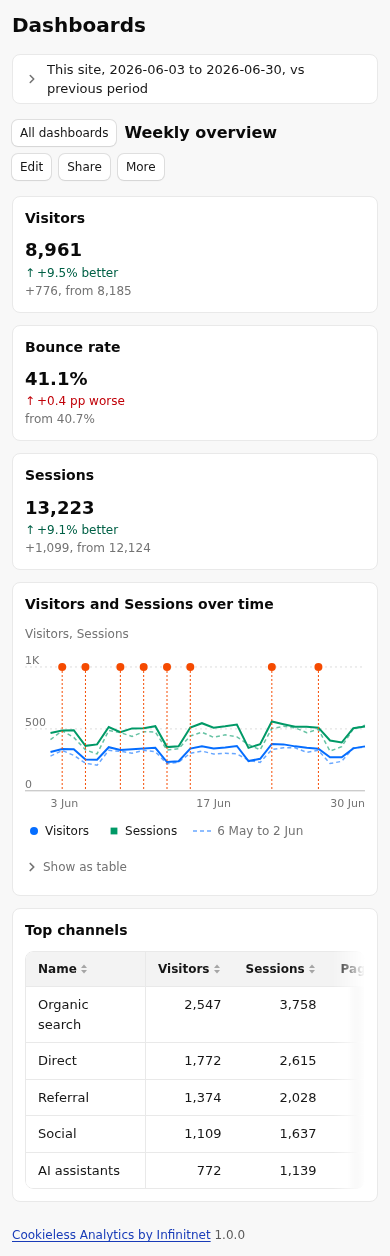 Dashboards
This site, 2026-06-03 to 2026-06-30, vs
previous period
All dashboards Weekly overview
Edit Share More
Visitors
8,961
↑ +9.5% better
+776, from 8,185
Bounce rate
41.1%
↑ +0.4 pp worse
from 40.7%
Sessions
13,223
↑ +9.1% better
+1,099, from 12,124
Visitors and Sessions over time
Visitors, Sessions
1K
500
0
3 Jun 17 Jun 30 Jun
Visitors Sessions 6 May to 2 Jun
Show as table
Top channels
Name Visitors Sessions
Organic
search 2,547 3,758
Direct 1,772 2,615
Referral 1,374 2,028
Social 1,109 1,637
AI assistants 772 1,139
Cookieless Analytics by Infinitnet 1.0.0